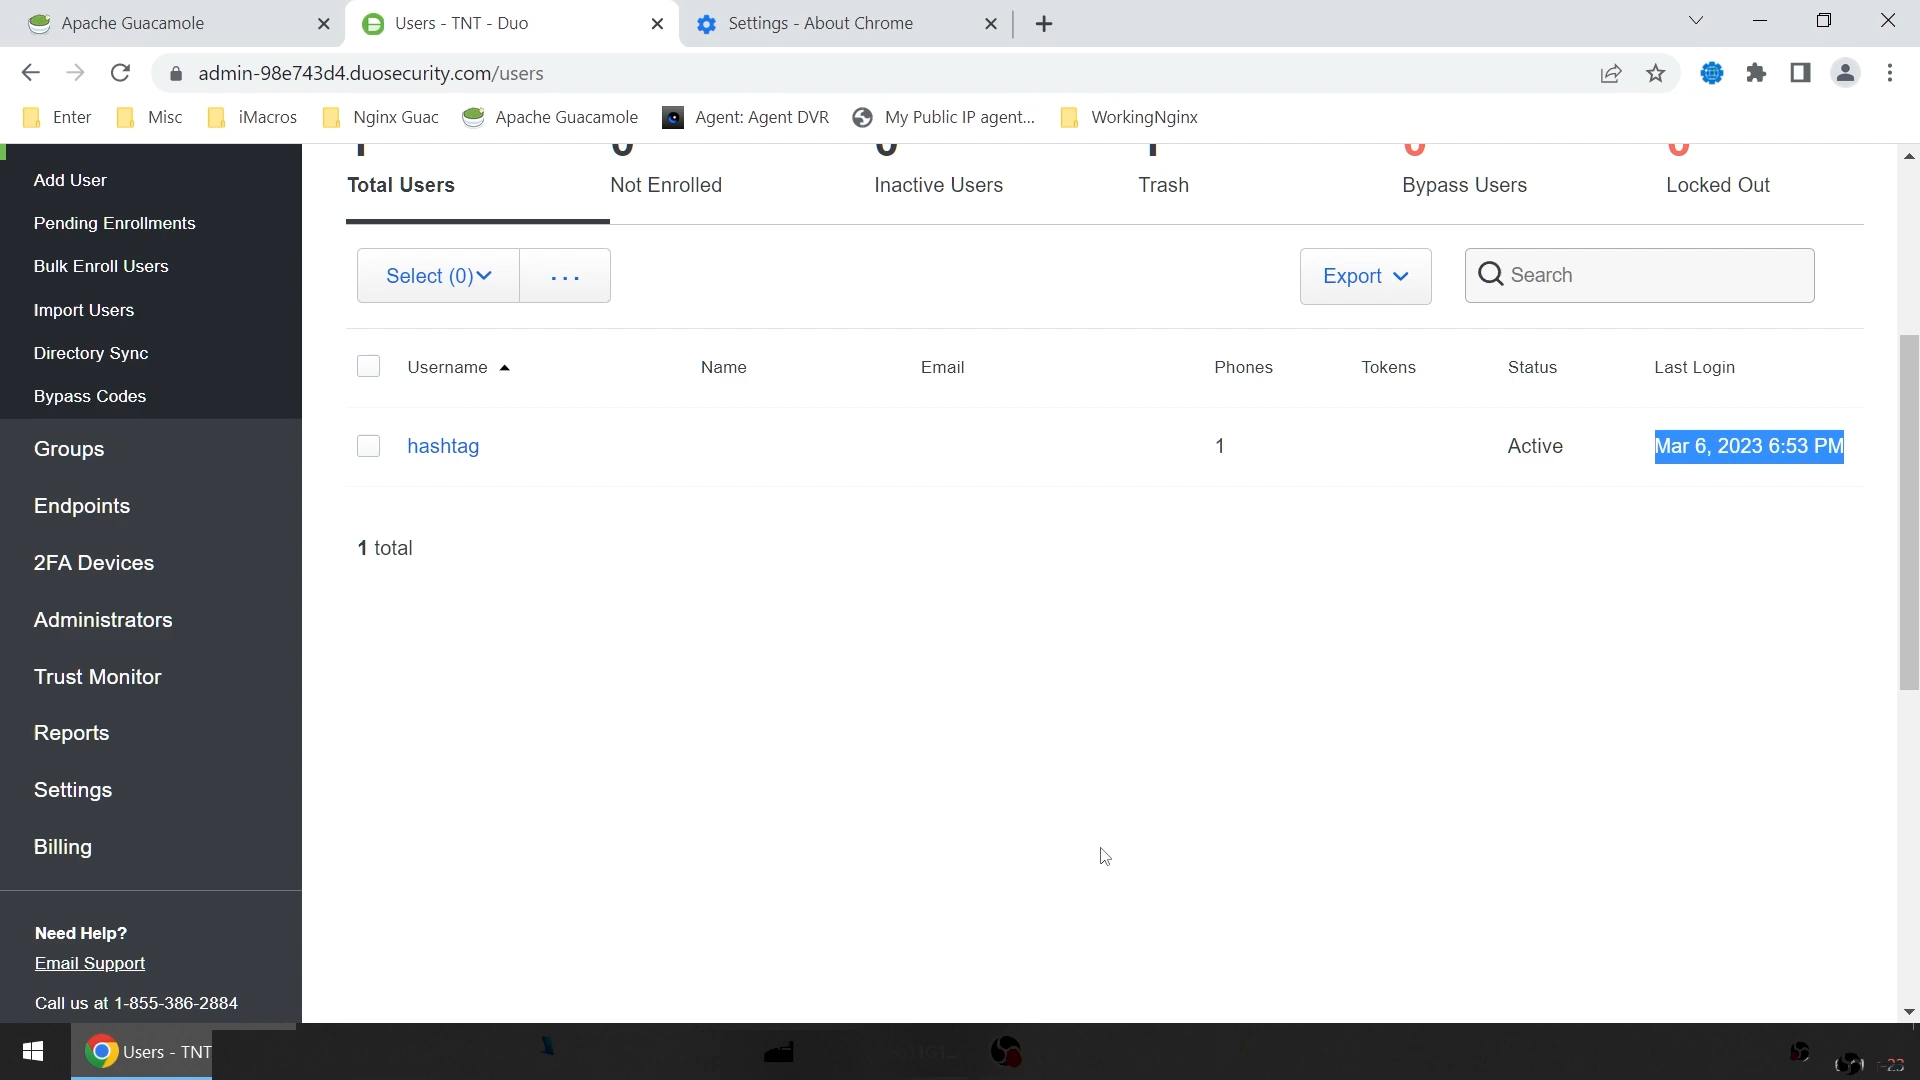 Apache Guacamole
Users - TNT - Duo
Settings - About Chrome
admin-98e743d4.duosecurity.com/users
Enter
Misc
iMacros
Nginx Guac
Apache Guacamole
Agent: Agent DVR
My Public IP agent...
WorkingNginx
Add User
Pending Enrollments
Bulk Enroll Users
Import Users
Directory Sync
Bypass Codes
Groups
Endpoints
2FA Devices
Administrators
Trust Monitor
Reports
Settings
Billing
Need Help?
Email Support
Call us at 1-855-386-2884
Total Users
Not Enrolled
Inactive Users
Trash
Bypass Users
Locked Out
Select (0)
...
Export
Search
Username
Name
Email
Phones
Tokens
Status
Last Login
hashtag
1
Active
Mar 6, 2023 6:53 PM
1 total
Users - TNT